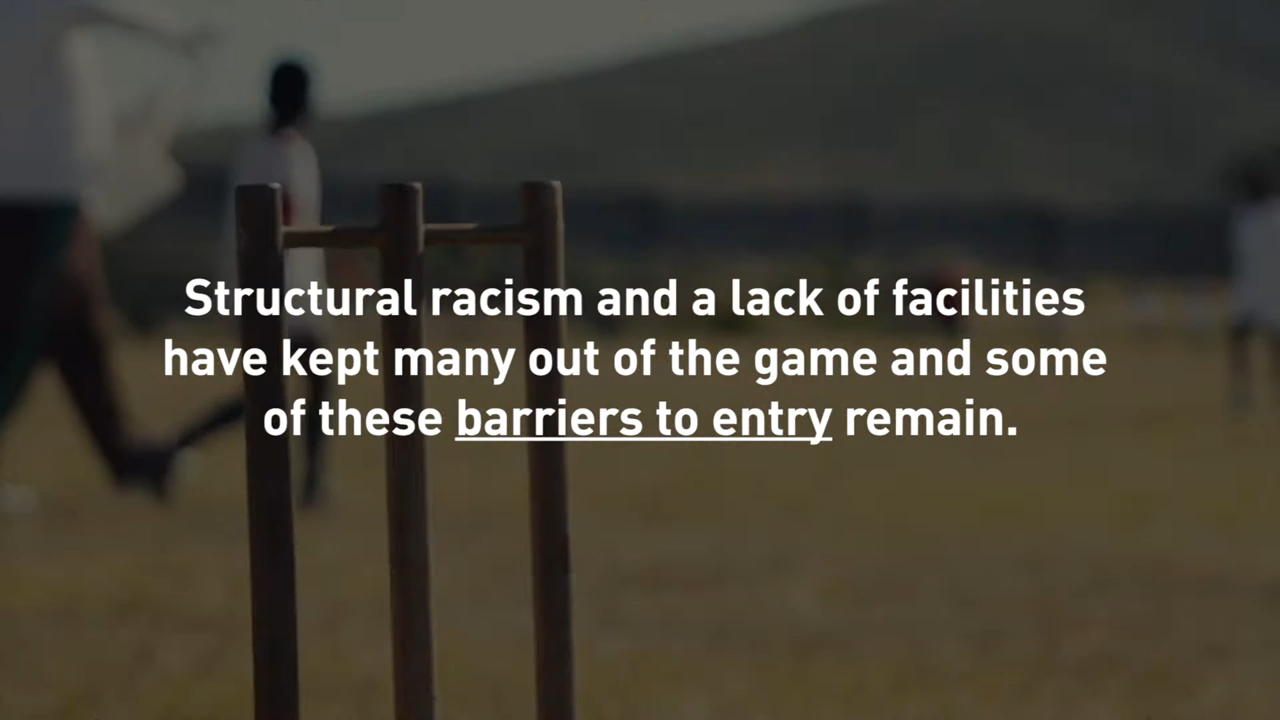 Structural racism and a lack of facilities
have kept many out of the game and some
of these barriers to entry remain.